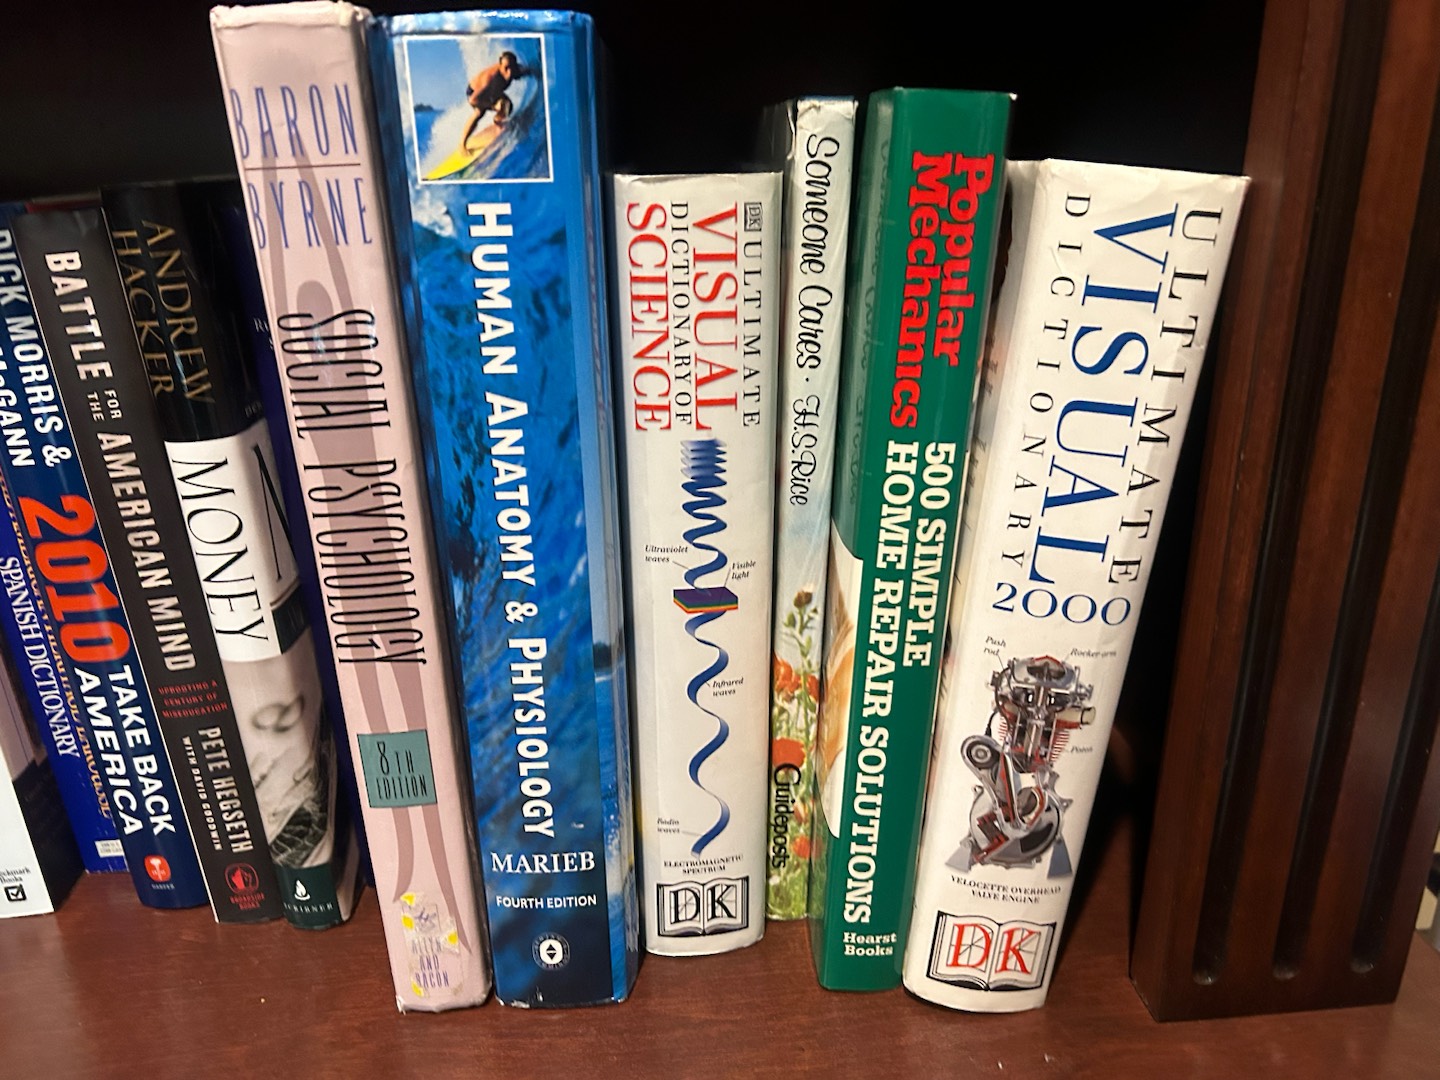 DICK MORRIS &
McGANN
2010
TAKE BACK
AMERICA
SPANISH DICTIONARY
BATTLE FOR THE AMERICAN MIND
UPROOTING A
CENTURY OF
MISEDUCATION
PETE HEGSETH
WITH DAVID GOODWIN
BROADSIDE
BOOKS
ANDREW
HACKER
MONEY
SCRIBNER
BARON
BYRNE
SOCIAL PSYCHOLOGY
8TH
EDITION
ALLYN
AND
BACON
HUMAN ANATOMY & PHYSIOLOGY
MARIEB
FOURTH EDITION
DK ULTIMATE
VISUAL
DICTIONARY OF
SCIENCE
Ultraviolet
waves
Visible
light
Infrared
waves
Radio
waves
ELECTROMAGNETIC
SPECTRUM
DK
Someone Cares · H.S. Rice
Guideposts
Popular
Mechanics
500 SIMPLE
HOME REPAIR SOLUTIONS
Hearst
Books
ULTIMATE
VISUAL
DICTIONARY
2000
Push
rod
Rocker arm
Piston
VELOCETTE OVERHEAD
VALVE ENGINE
DK